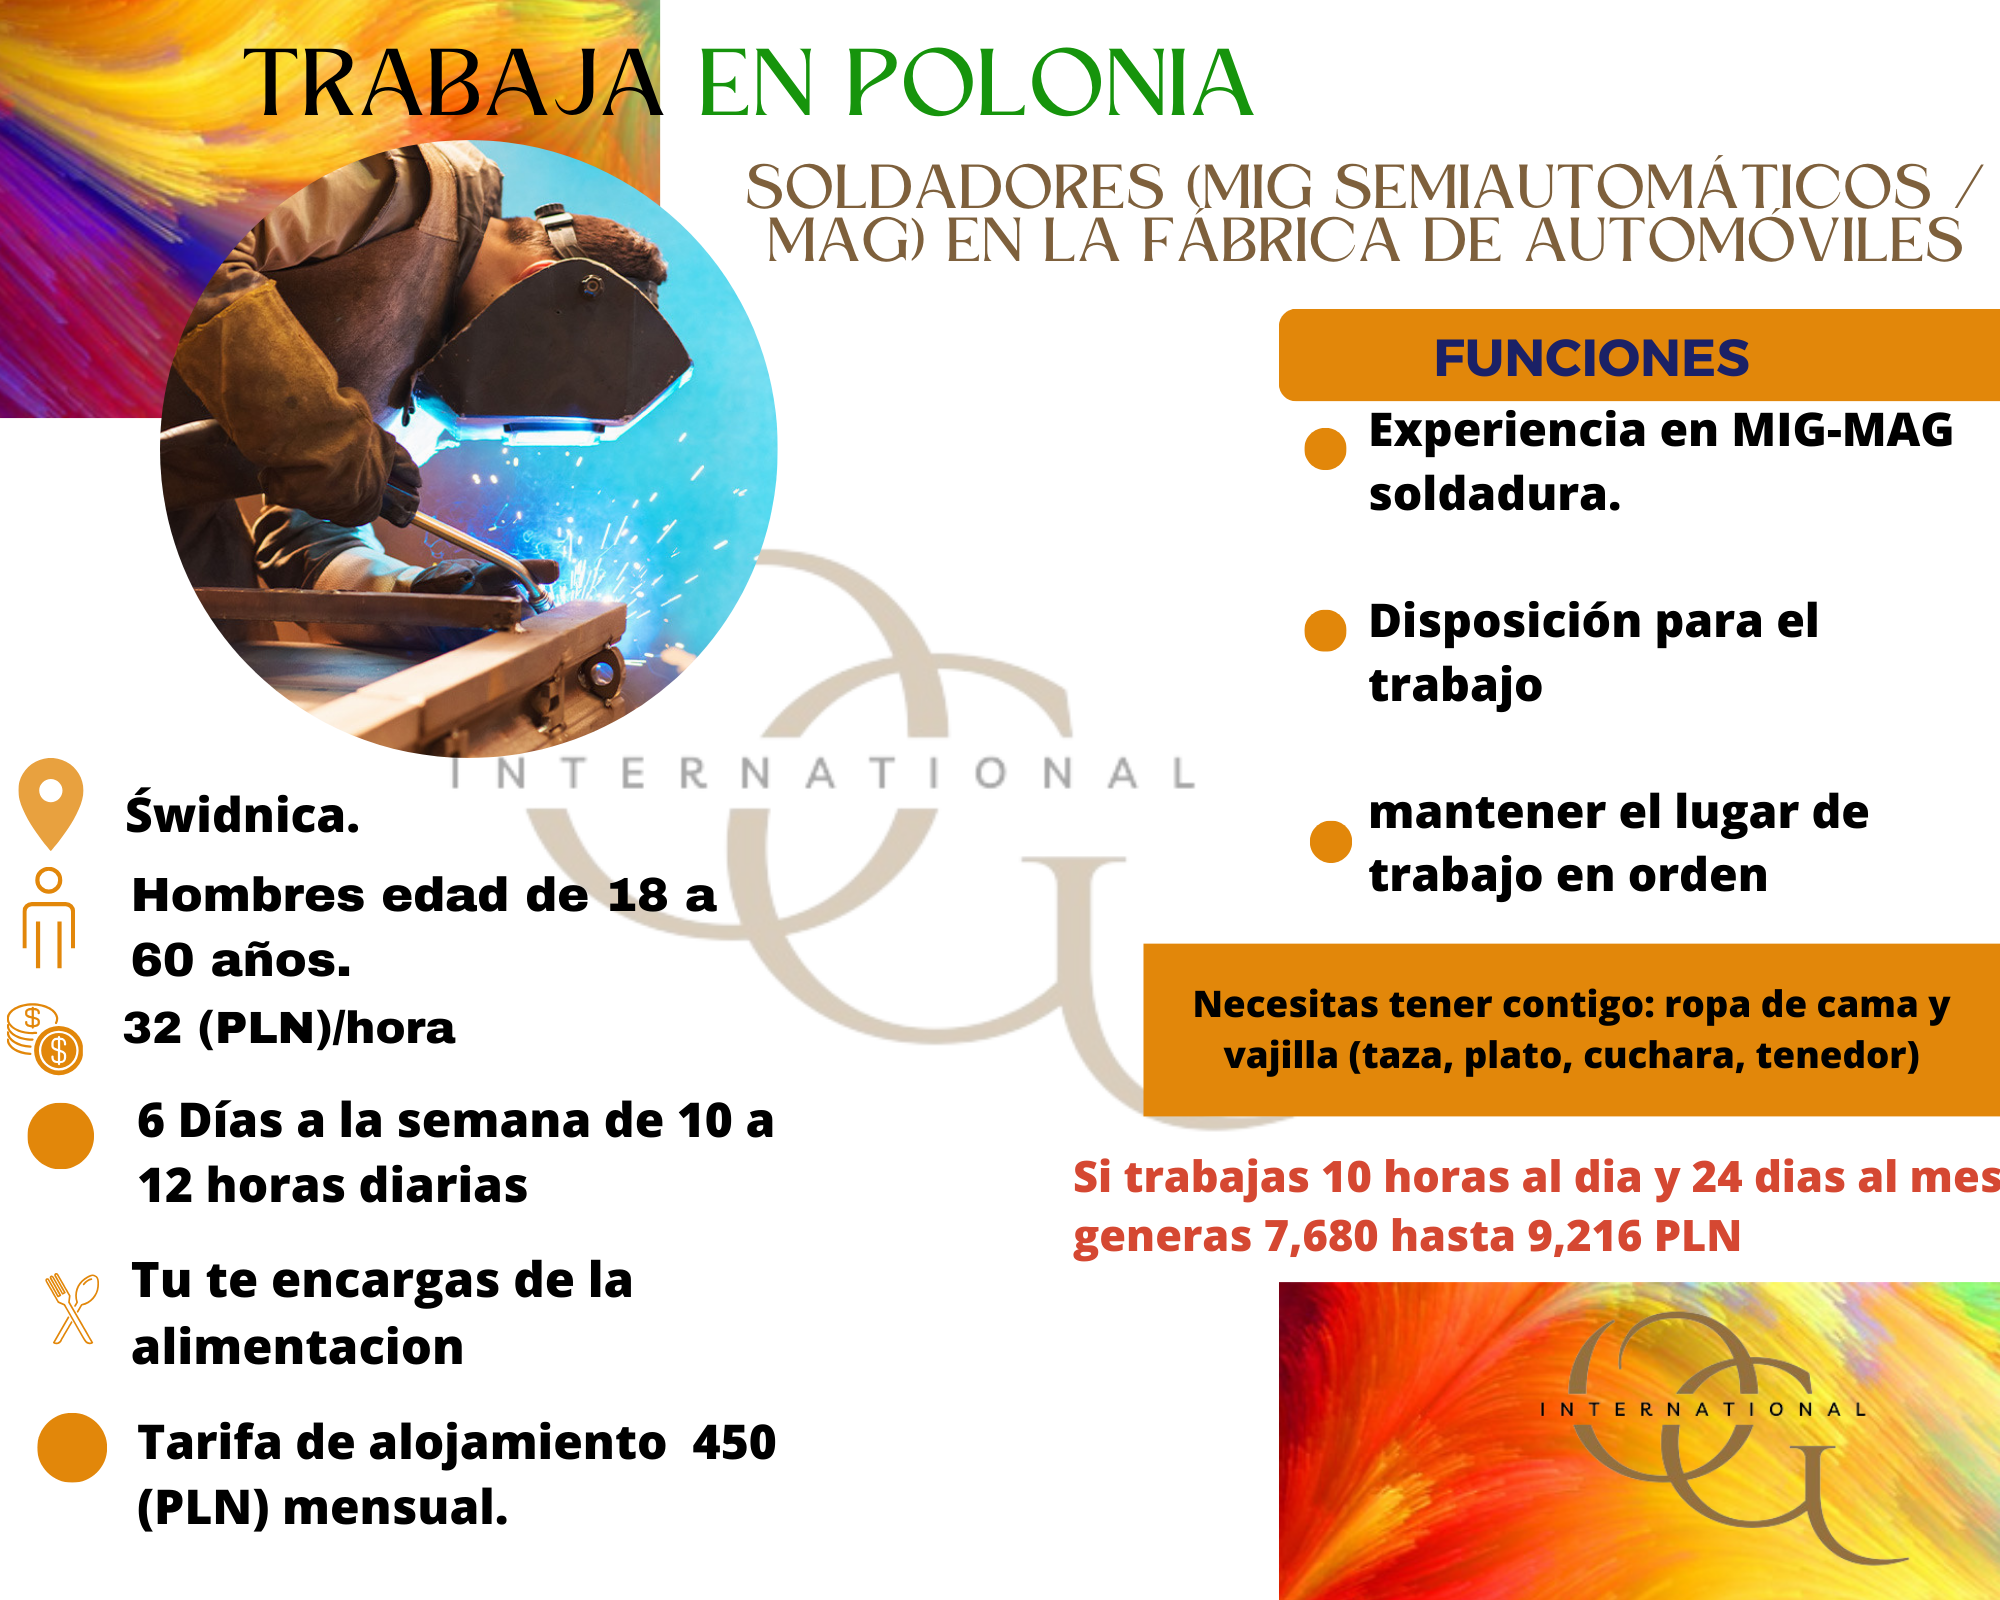 TRABAJA EN POLONIA
SOLDADORES (MIG SEMIAUTOMÁTICOS /
MAG) EN LA FÁBRICA DE AUTOMÓVILES
FUNCIONES
Experiencia en MIG-MAG
soldadura.
Disposición para el
trabajo
mantener el lugar de
trabajo en orden
INTERNATIONAL
Świdnica.
Hombres edad de 18 a
60 años.
32 (PLN)/hora
6 Días a la semana de 10 a
12 horas diarias
Tu te encargas de la
alimentacion
Tarifa de alojamiento 450
(PLN) mensual.
Necesitas tener contigo: ropa de cama y
vajilla (taza, plato, cuchara, tenedor)
Si trabajas 10 horas al dia y 24 dias al mes
generas 7,680 hasta 9,216 PLN
OG
INTERNATIONAL